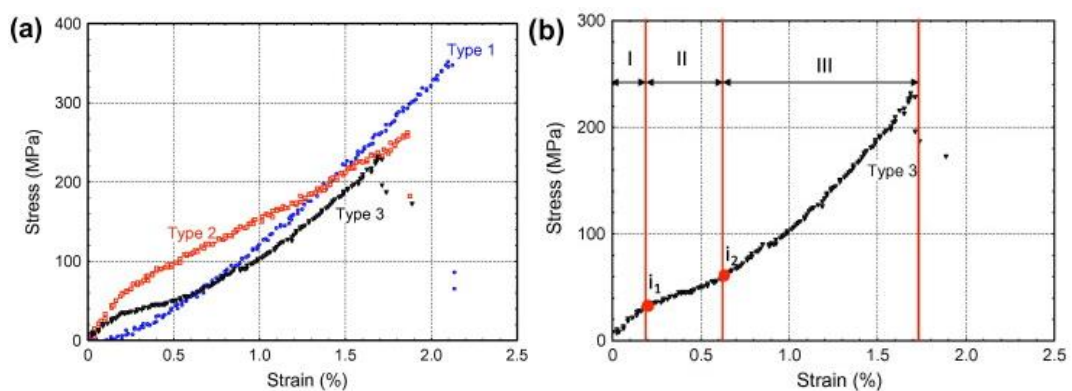 (a)
400
300
200
100
0
Stress (MPa)
Type 1
Type 2
Type 3
0 0.5 1.0 1.5 2.0 2.5
Strain (%)
(b)
300
200
100
0
Stress (MPa)
I II III
Type 3
i2
i1
0 0.5 1.0 1.5 2.0 2.5
Strain (%)